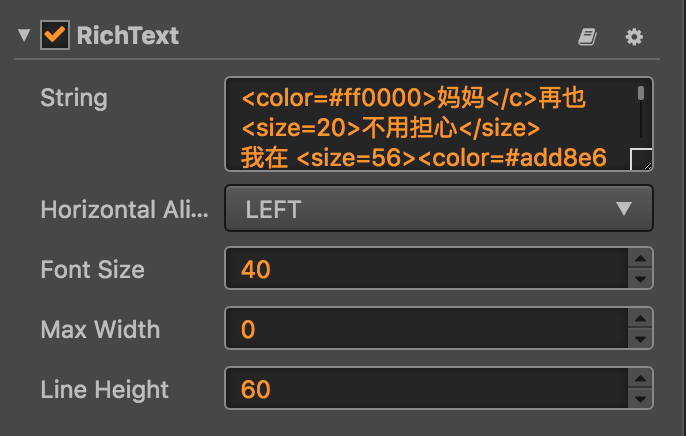 RichText
String
<color=#ff0000>妈妈</c>再也
<size=20>不用担心</size>
我在 <size=56><color=#add8e6
Horizontal Ali...
LEFT
Font Size
40
Max Width
0
Line Height
60